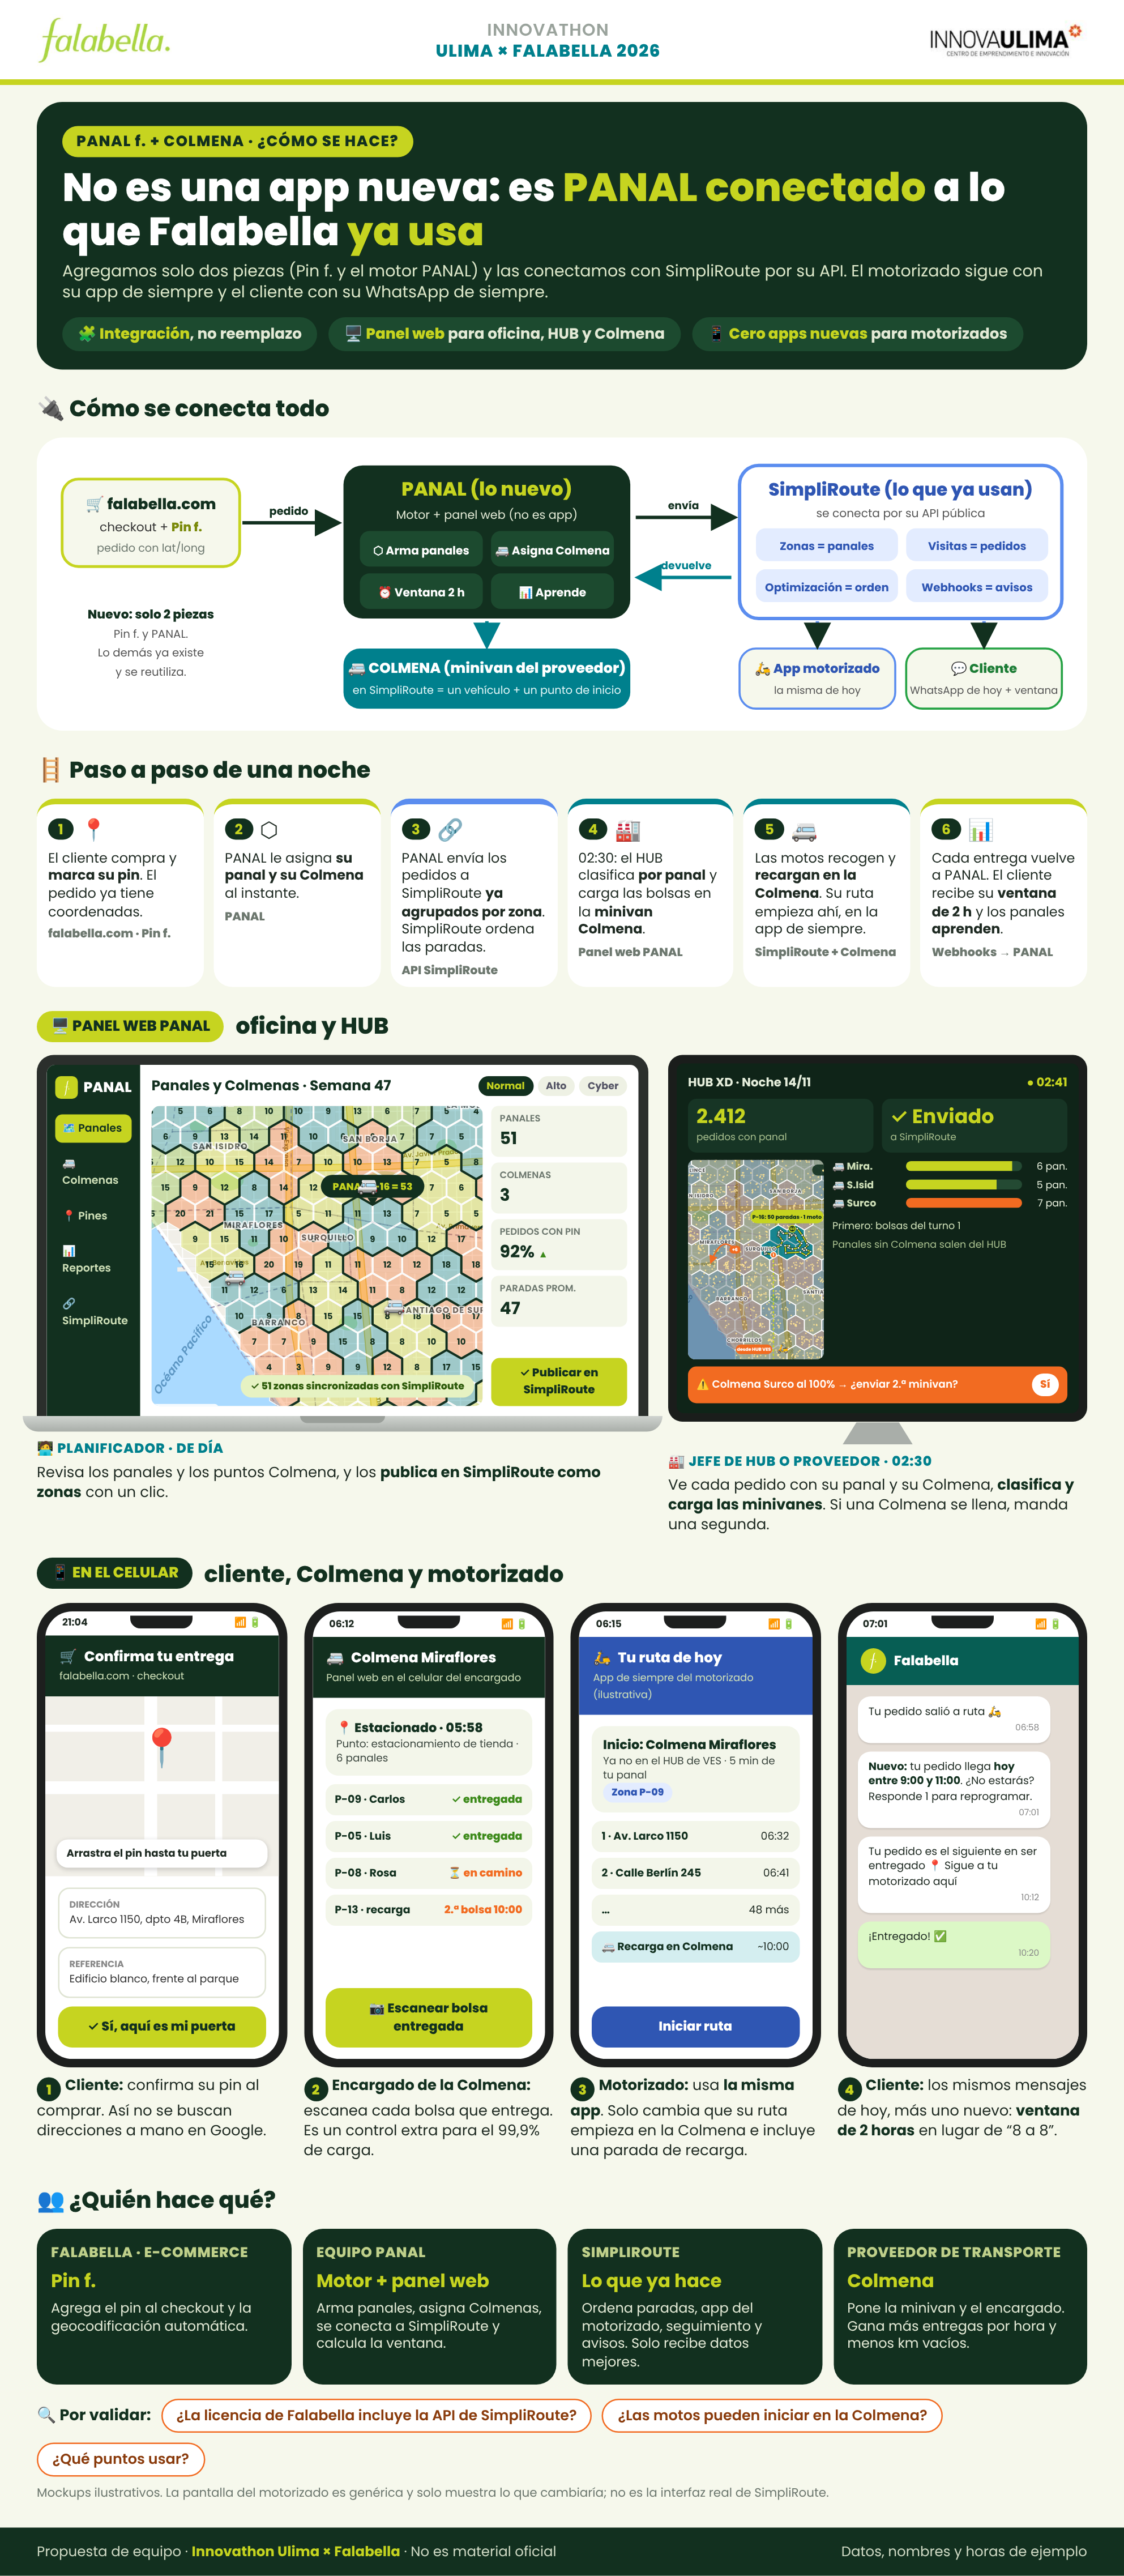 falabella.
INNOVATHON
ULIMA × FALABELLA 2026
INNOVAULIMA
CENTRO DE EMPRENDIMIENTO E INNOVACIÓN
PANAL f. + COLMENA · ¿CÓMO SE HACE?
No es una app nueva: es PANAL conectado a lo
que Falabella ya usa
Agregamos solo dos piezas (Pin f. y el motor PANAL) y las conectamos con SimpliRoute por su API. El motorizado sigue con
su app de siempre y el cliente con su WhatsApp de siempre.
Integración, no reemplazo
Panel web para oficina, HUB y Colmena
Cero apps nuevas para motorizados
Cómo se conecta todo
falabella.com
checkout + Pin f.
pedido con lat/long
Nuevo: solo 2 piezas
Pin f. y PANAL.
Lo demás ya existe
y se reutiliza.
pedido
PANAL (lo nuevo)
Motor + panel web (no es app)
Arma panales
Asigna Colmena
Ventana 2 h
Aprende
COLMENA (minivan del proveedor)
en SimpliRoute = un vehículo + un punto de inicio
envía
devuelve
SimpliRoute (lo que ya usan)
se conecta por su API pública
Zonas = panales
Visitas = pedidos
Optimización = orden
Webhooks = avisos
App motorizado
la misma de hoy
Cliente
WhatsApp de hoy + ventana
Paso a paso de una noche
1
El cliente compra y
marca su pin. El
pedido ya tiene
coordenadas.
falabella.com · Pin f.
2
PANAL le asigna su
panal y su Colmena
al instante.
PANAL
3
PANAL envía los
pedidos a
SimpliRoute ya
agrupados por zona.
SimpliRoute ordena
las paradas.
API SimpliRoute
4
02:30: el HUB
clasifica por panal y
carga las bolsas en
la minivan
Colmena.
Panel web PANAL
5
Las motos recogen y
recargan en la
Colmena. Su ruta
empieza ahí, en la
app de siempre.
SimpliRoute + Colmena
6
Cada entrega vuelve
a PANAL. El cliente
recibe su ventana
de 2 h y los panales
aprenden.
Webhooks → PANAL
PANEL WEB PANAL
oficina y HUB
PANAL
Panales
Colmenas
Pines
Reportes
SimpliRoute
Panales y Colmenas · Semana 47
Normal
Alto
Cyber
SAN ISIDRO
SAN BORJA
MIRAFLORES
SURQUILLO
BARRANCO
Océano Pacífico
✓ 51 zonas sincronizadas con SimpliRoute
PANALES
51
COLMENAS
3
PEDIDOS CON PIN
92% ▲
PARADAS PROM.
47
✓ Publicar en
SimpliRoute
HUB XD · Noche 14/11
● 02:41
2.412
pedidos con panal
✓ Enviado
a SimpliRoute
P-16: 50 paradas · 1 moto
BARRANCO
CHORRILLOS
desde HUB VES
Mira.
6 pan.
S.Isid
5 pan.
Surco
7 pan.
Primero: bolsas del turno 1
Panales sin Colmena salen del HUB
Colmena Surco al 100% → ¿enviar 2.ª minivan?
Sí
PLANIFICADOR · DE DÍA
Revisa los panales y los puntos Colmena, y los publica en SimpliRoute como
zonas con un clic.
JEFE DE HUB O PROVEEDOR · 02:30
Ve cada pedido con su panal y su Colmena, clasifica y
carga las minivanes. Si una Colmena se llena, manda
una segunda.
EN EL CELULAR
cliente, Colmena y motorizado
21:04
Confirma tu entrega
falabella.com · checkout
Arrastra el pin hasta tu puerta
DIRECCIÓN
Av. Larco 1150, dpto 4B, Miraflores
REFERENCIA
Edificio blanco, frente al parque
✓ Sí, aquí es mi puerta
06:12
Colmena Miraflores
Panel web en el celular del encargado
Estacionado · 05:58
Punto: estacionamiento de tienda ·
6 panales
P-09 · Carlos
✓ entregada
P-05 · Luis
✓ entregada
P-08 · Rosa
en camino
P-13 · recarga
2.ª bolsa 10:00
Escanear bolsa
entregada
06:15
Tu ruta de hoy
App de siempre del motorizado
(ilustrativa)
Inicio: Colmena Miraflores
Ya no en el HUB de VES · 5 min de
tu panal
Zona P-09
1 · Av. Larco 1150
06:32
2 · Calle Berlín 245
06:41
...
48 más
Recarga en Colmena
~10:00
Iniciar ruta
07:01
Falabella
Tu pedido salió a ruta
06:58
Nuevo: tu pedido llega hoy
entre 9:00 y 11:00. ¿No estarás?
Responde 1 para reprogramar.
07:01
Tu pedido es el siguiente en ser
entregado Sigue a tu
motorizado aquí
10:12
¡Entregado!
10:20
1 Cliente: confirma su pin al
comprar. Así no se buscan
direcciones a mano en Google.
2 Encargado de la Colmena:
escanea cada bolsa que entrega.
Es un control extra para el 99,9%
de carga.
3 Motorizado: usa la misma
app. Solo cambia que su ruta
empieza en la Colmena e incluye
una parada de recarga.
4 Cliente: los mismos mensajes
de hoy, más uno nuevo: ventana
de 2 horas en lugar de “8 a 8”.
¿Quién hace qué?
FALABELLA · E-COMMERCE
Pin f.
Agrega el pin al checkout y la
geocodificación automática.
EQUIPO PANAL
Motor + panel web
Arma panales, asigna Colmenas,
se conecta a SimpliRoute y
calcula la ventana.
SIMPLIROUTE
Lo que ya hace
Ordena paradas, app del
motorizado, seguimiento y
avisos. Solo recibe datos
mejores.
PROVEEDOR DE TRANSPORTE
Colmena
Pone la minivan y el encargado.
Gana más entregas por hora y
menos km vacíos.
Por validar:
¿La licencia de Falabella incluye la API de SimpliRoute?
¿Las motos pueden iniciar en la Colmena?
¿Qué puntos usar?
Mockups ilustrativos. La pantalla del motorizado es genérica y solo muestra lo que cambiaría; no es la interfaz real de SimpliRoute.
Propuesta de equipo · Innovathon Ulima × Falabella · No es material oficial
Datos, nombres y horas de ejemplo